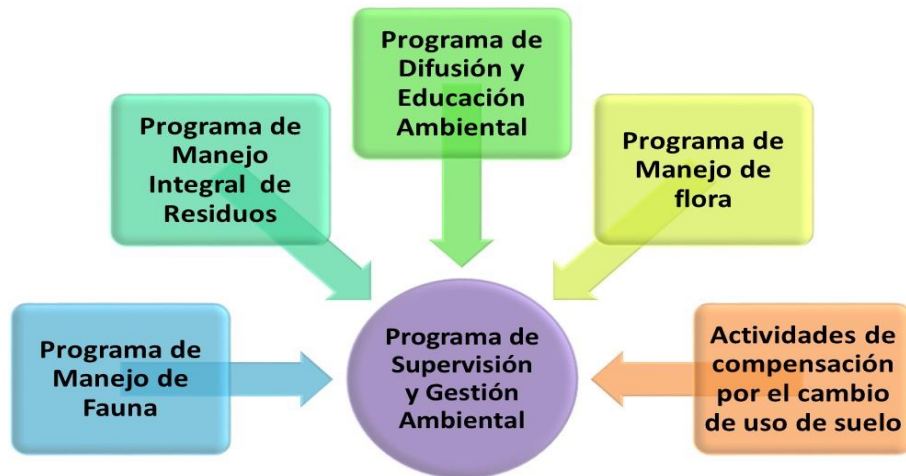 Programa de
Difusión y
Educación
Ambiental
Programa de
Manejo
Integral de
Residuos
Programa de
Manejo de
flora
Programa de
Manejo de
Fauna
Programa de
Supervisión
y Gestión
Ambiental
Actividades de
compensación
por el cambio
de uso de suelo